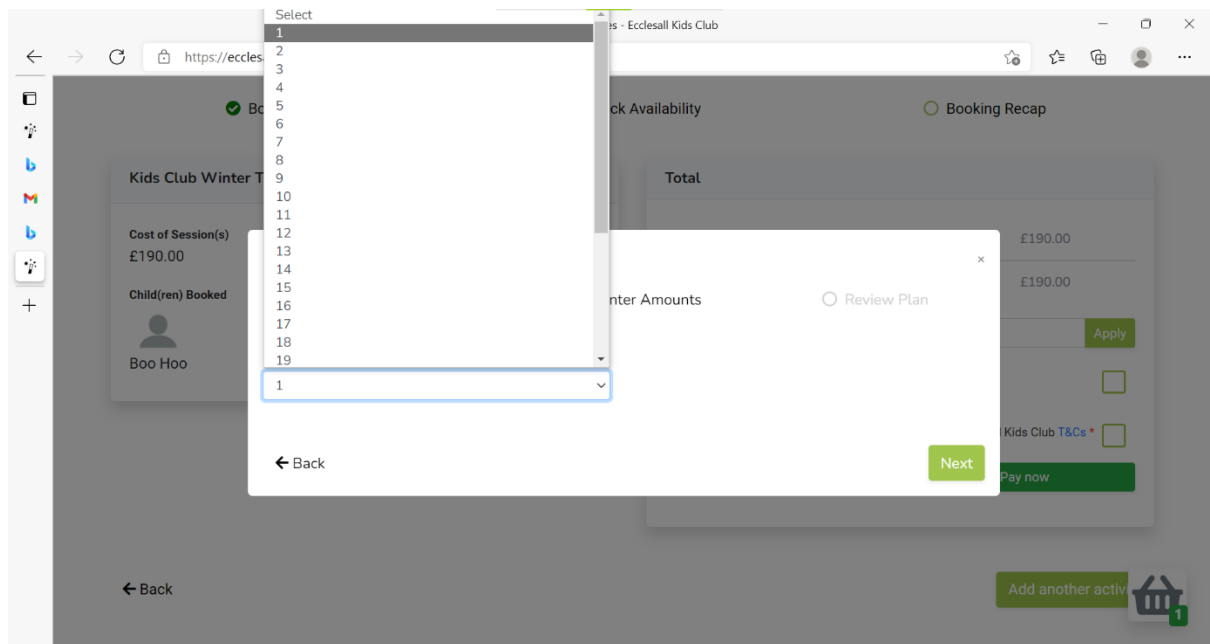 Select
es - Ecclesall Kids Club
1
2
https://eccles
3
4
5
Bo
ck Availability
Booking Recap
6
7
8
Kids Club Winter T
9
Total
10
11
12
Cost of Session(s)
£190.00
13
£190.00
×
14
£190.00
15
Child(ren) Booked
16
nter Amounts
Review Plan
17
Apply
18
19
Boo Hoo
1
Kids Club T&Cs *
Back
Next
Pay now
Back
Add another activi
1